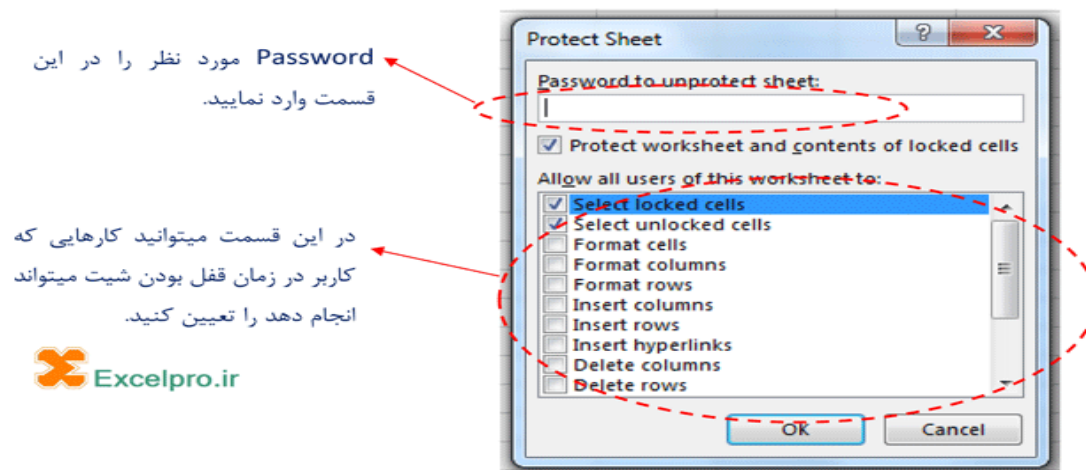 Password مورد نظر را در این
قسمت وارد نمایید.
در این قسمت میتوانید کارهایی که
کاربر در زمان قفل بودن شیت میتواند
انجام دهد را تعیین کنید.
Excelpro.ir
Protect Sheet
Password to unprotect sheet:
Protect worksheet and contents of locked cells
Allow all users of this worksheet to:
Select locked cells
Select unlocked cells
Format cells
Format columns
Format rows
Insert columns
Insert rows
Insert hyperlinks
Delete columns
Delete rows
OK
Cancel